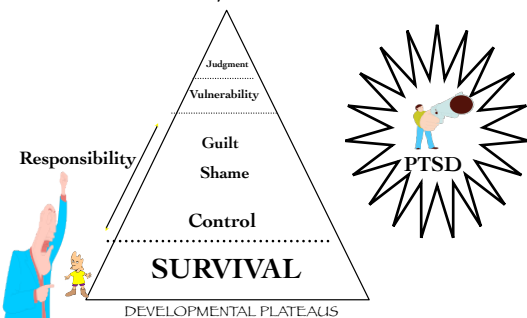 Judgment
Vulnerability
Guilt
Responsibility
Shame
PTSD
Control
SURVIVAL
DEVELOPMENTAL PLATEAUS